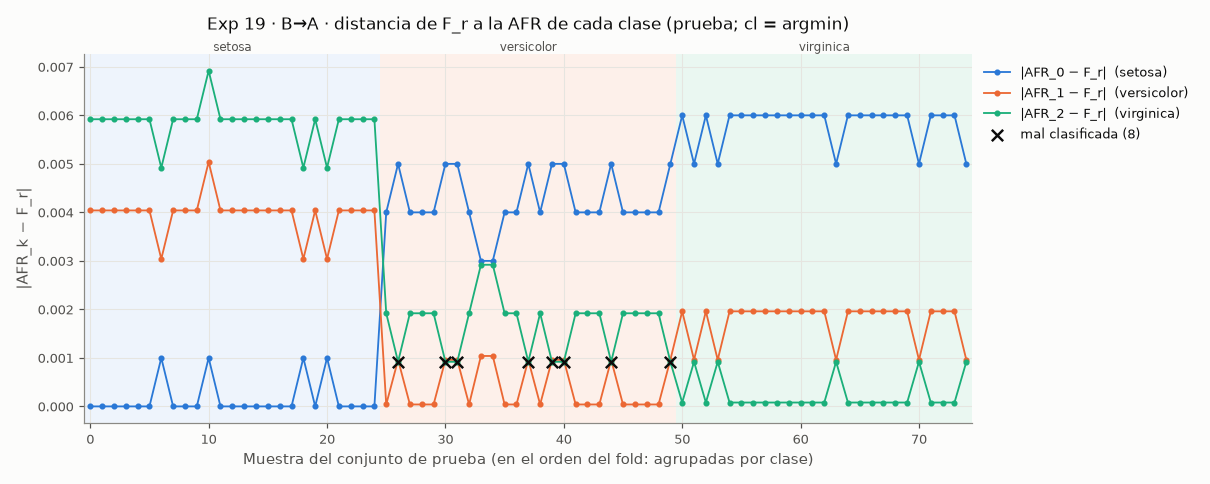 Exp 19 · B→A · distancia de F_r a la AFR de cada clase (prueba; cl = argmin)
setosa
versicolor
virginica
|AFR_k − F_r|
0.007
0.006
0.005
0.004
0.003
0.002
0.001
0.000
0
10
20
30
40
50
60
70
Muestra del conjunto de prueba (en el orden del fold: agrupadas por clase)
|AFR_0 − F_r| (setosa)
|AFR_1 − F_r| (versicolor)
|AFR_2 − F_r| (virginica)
mal clasificada (8)